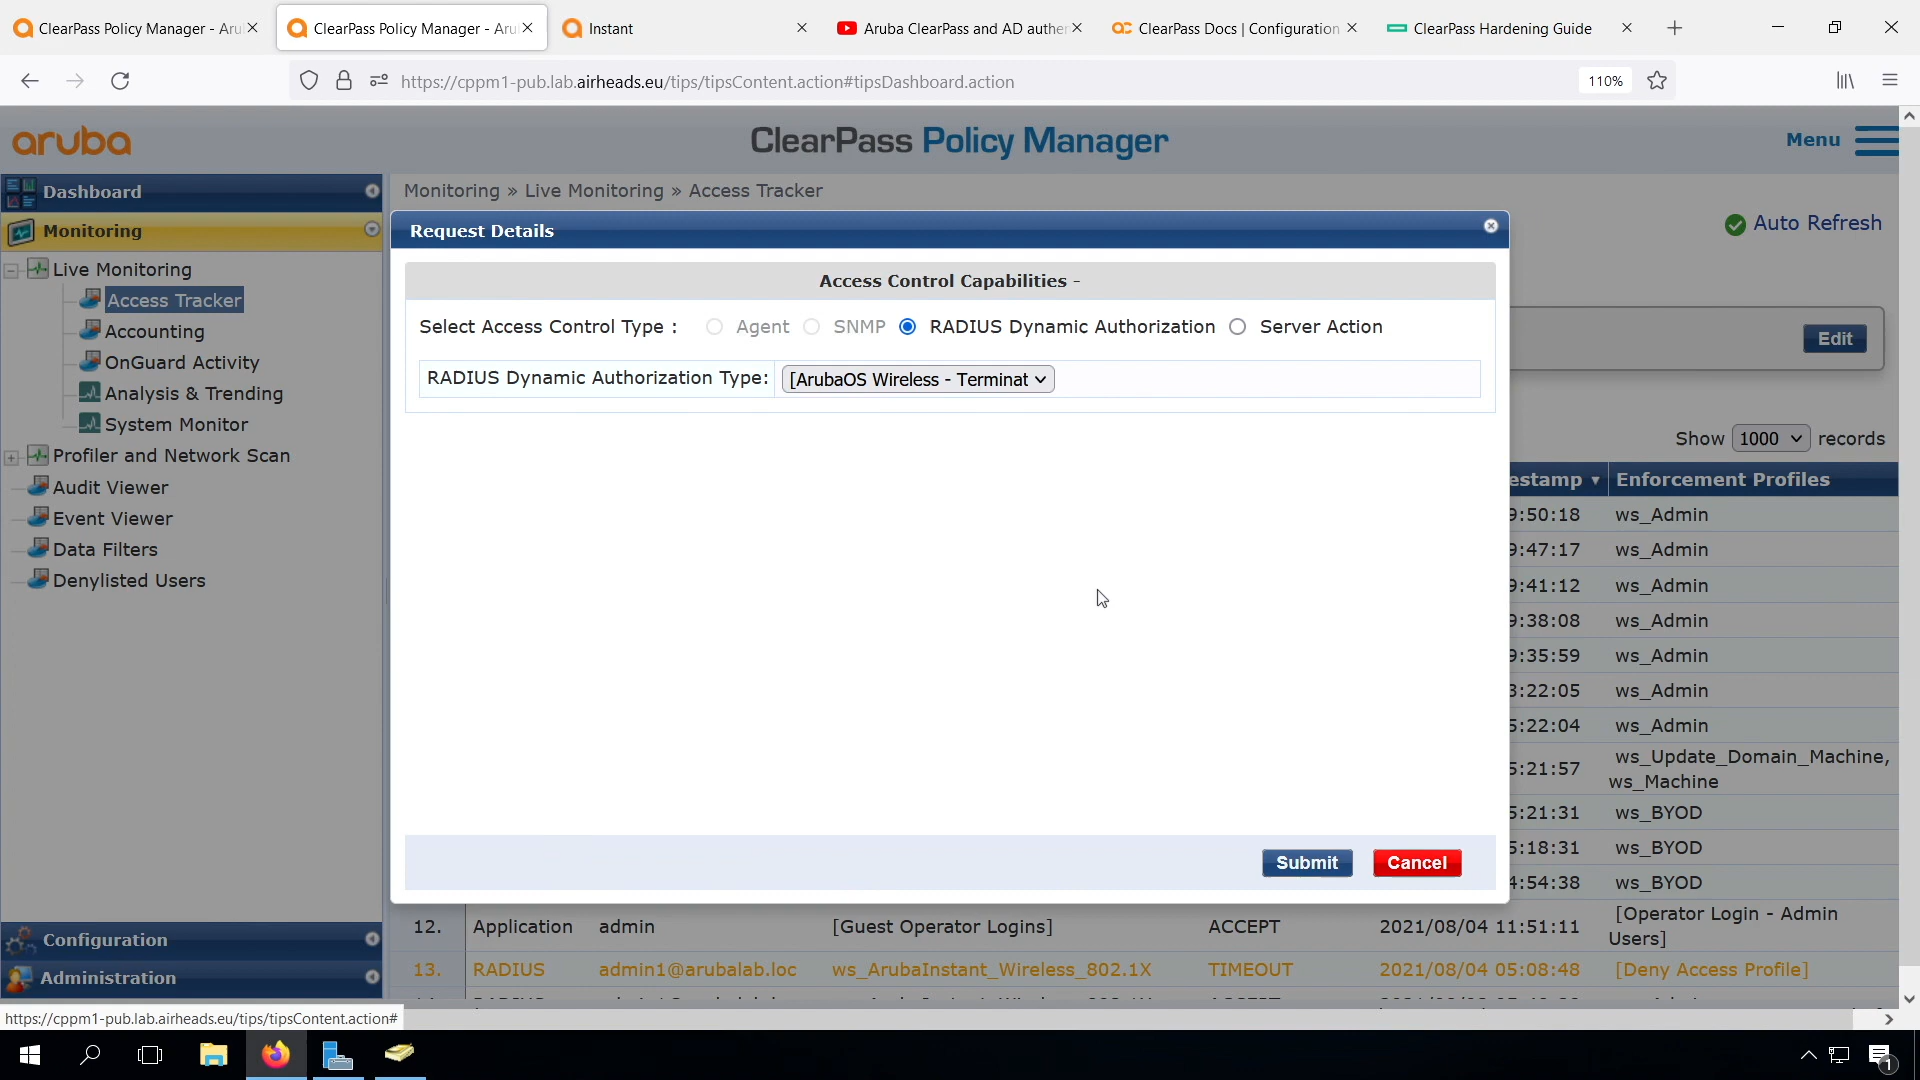 ClearPass Policy Manager - Aru
ClearPass Policy Manager - Aru
Instant
Aruba ClearPass and AD authe
ClearPass Docs | Configuration
ClearPass Hardening Guide
https://cppm1-pub.lab.airheads.eu/tips/tipsContent.action#tipsDashboard.action
110%
aruba
ClearPass Policy Manager
Menu
Dashboard
Monitoring
Live Monitoring
Access Tracker
Accounting
OnGuard Activity
Analysis & Trending
System Monitor
Profiler and Network Scan
Audit Viewer
Event Viewer
Data Filters
Denylisted Users
Configuration
Administration
Monitoring » Live Monitoring » Access Tracker
Auto Refresh
Request Details
Access Control Capabilities -
Select Access Control Type : Agent SNMP RADIUS Dynamic Authorization Server Action
RADIUS Dynamic Authorization Type: [ArubaOS Wireless - Terminat
Submit Cancel
Edit
Show 1000 records
estamp ▼ Enforcement Profiles
9:50:18 ws_Admin
9:47:17 ws_Admin
9:41:12 ws_Admin
9:38:08 ws_Admin
9:35:59 ws_Admin
3:22:05 ws_Admin
5:22:04 ws_Admin
5:21:57 ws_Update_Domain_Machine,
ws_Machine
5:21:31 ws_BYOD
5:18:31 ws_BYOD
4:54:38 ws_BYOD
12. Application admin [Guest Operator Logins] ACCEPT 2021/08/04 11:51:11 [Operator Login - Admin
Users]
13. RADIUS admin1@arubalab.loc ws_ArubaInstant_Wireless_802.1X TIMEOUT 2021/08/04 05:08:48 [Deny Access Profile]
https://cppm1-pub.lab.airheads.eu/tips/tipsContent.action#
1